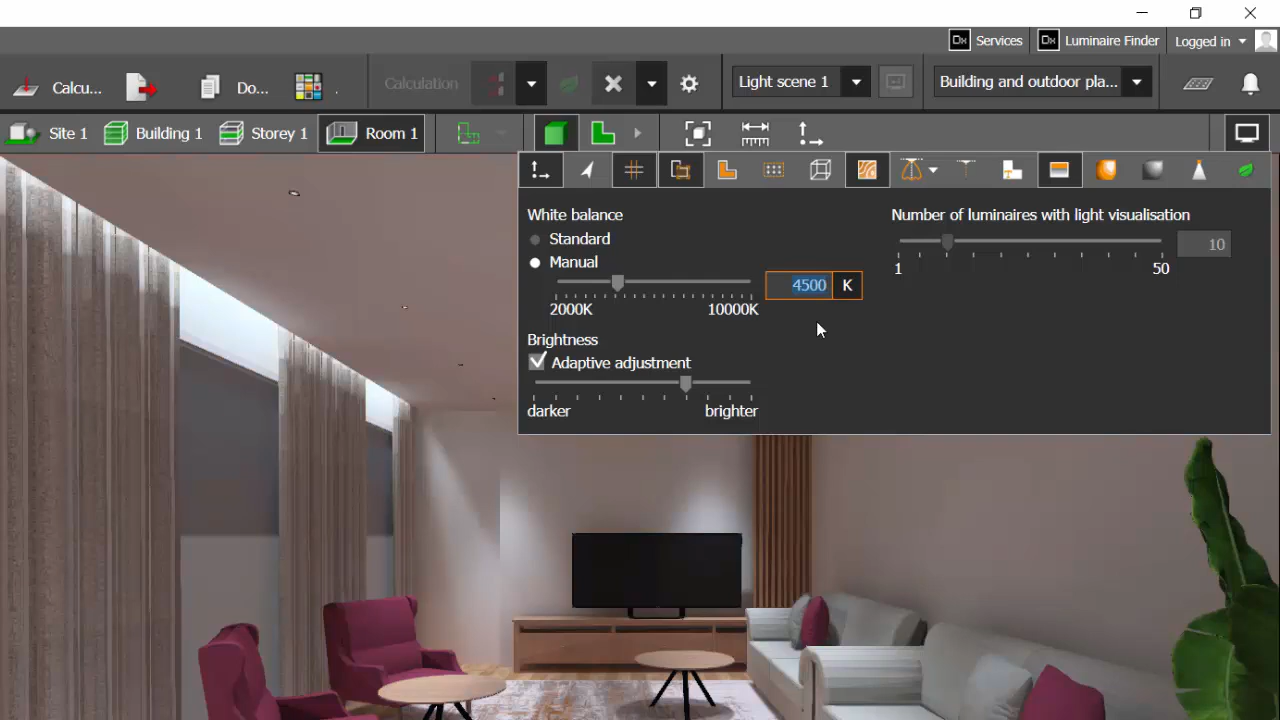 Dx Services Dx Luminaire Finder Logged in
Calcu... Do... . Calculation Light scene 1 Building and outdoor pla...
Site 1 Building 1 Storey 1 Room 1
White balance
Standard
Manual
4500 K
2000K 10000K
Brightness
Adaptive adjustment
darker brighter
Number of luminaires with light visualisation
10
1 50